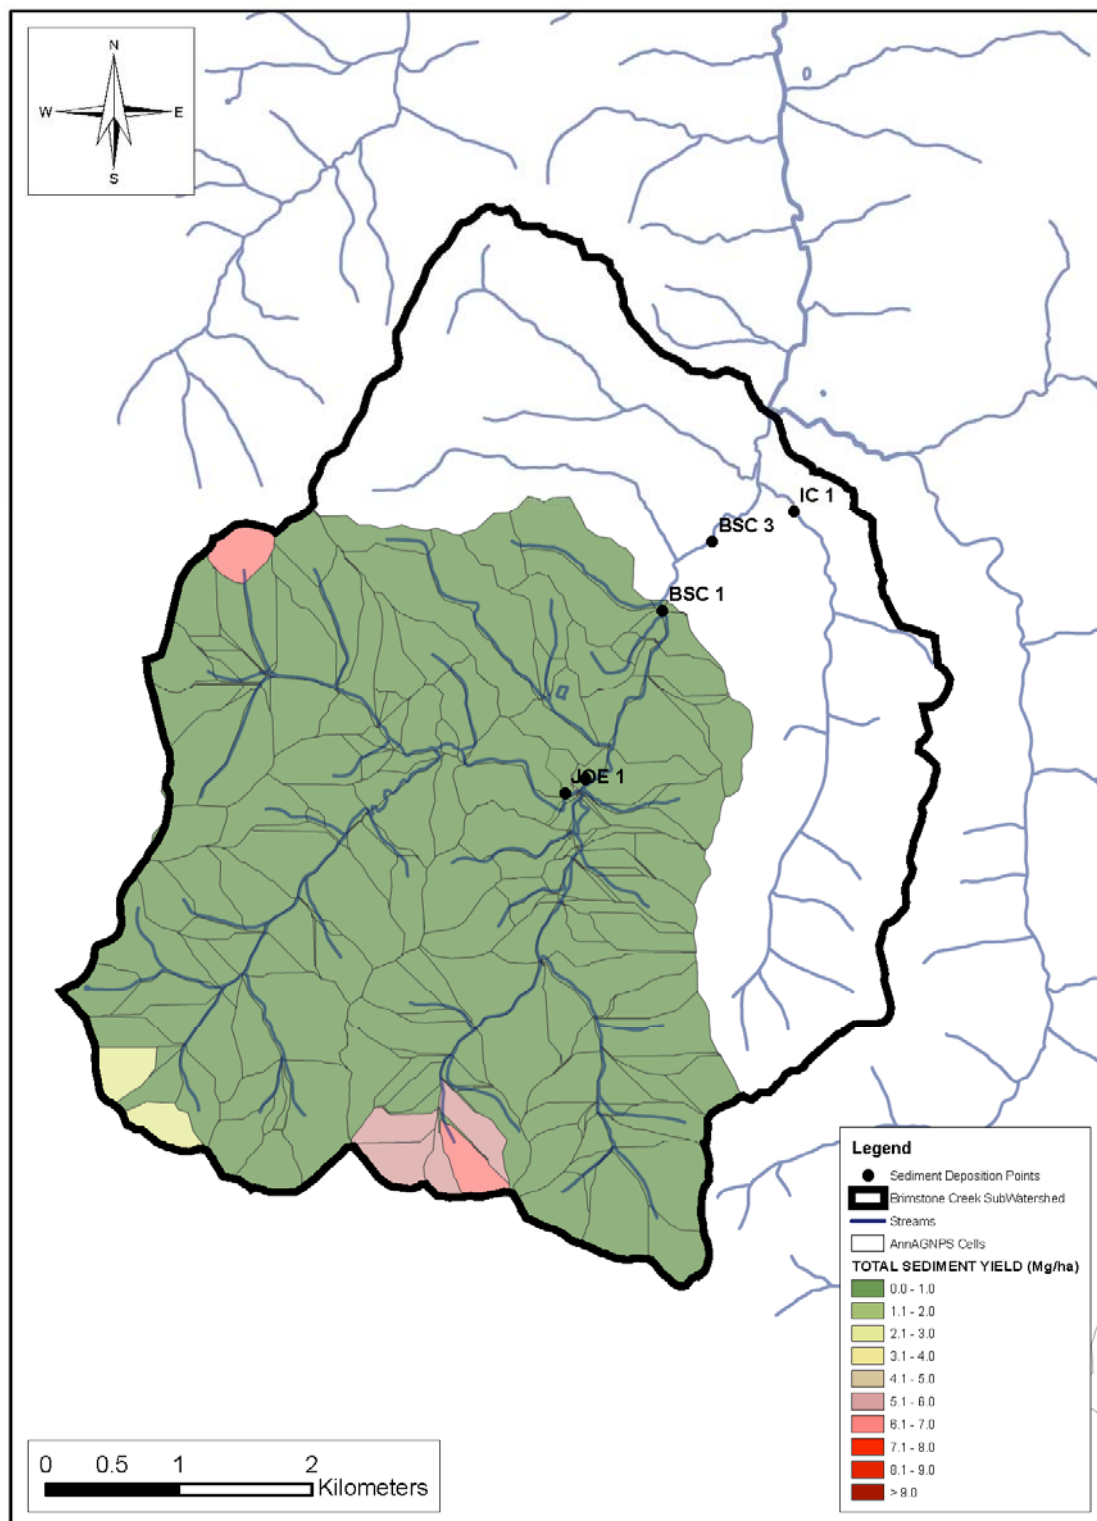 N
W E
S
IC 1
BSC 3
BSC 1
JOE 1
Legend
Sediment Deposition Points
Brimstone Creek SubWatershed
Streams
AnnAGNPS Cells
TOTAL SEDIMENT YIELD (Mg/ha)
0.0 - 1.0
1.1 - 2.0
2.1 - 3.0
3.1 - 4.0
4.1 - 5.0
5.1 - 6.0
6.1 - 7.0
7.1 - 8.0
8.1 - 9.0
> 9.0
0 0.5 1 2
Kilometers